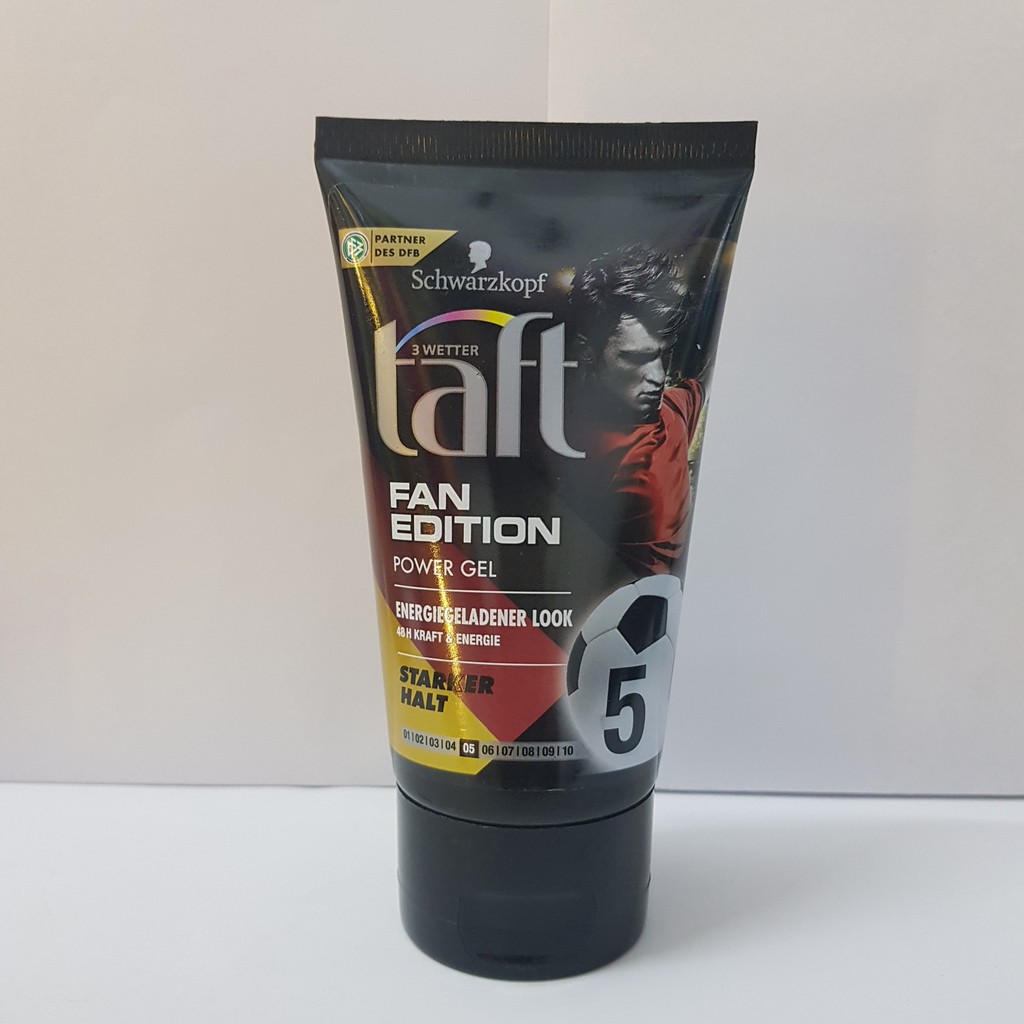 PARTNER
DES DFB
Schwarzkopf
3 WETTER
taft
FAN
EDITION
POWER GEL
ENERGIEGELADENER LOOK
48H KRAFT & ENERGIE
STARKER
HALT
01|02|03|04 05 06|07|08|09|10
5